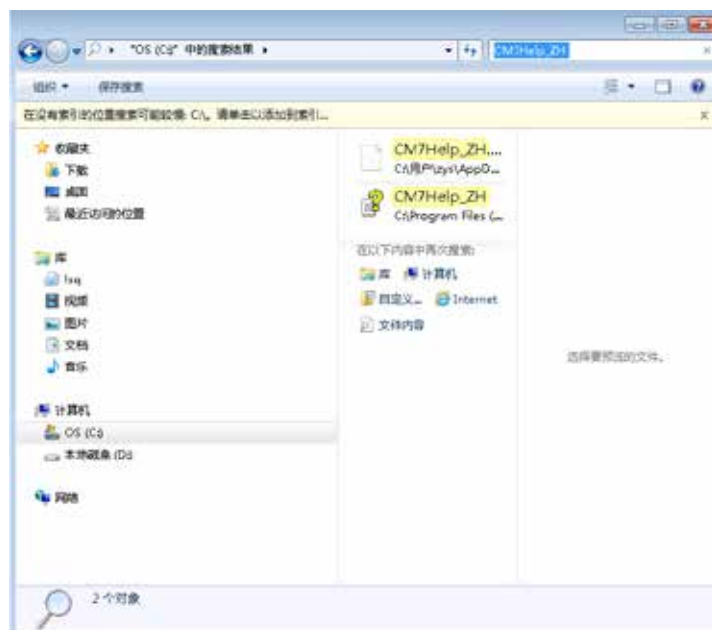 "OS (C:)" 中的搜索结果
CM7Help_ZH
组织
保存搜索
在没有索引的位置搜索可能较慢: C:\。请单击以添加到索引...
收藏夹
下载
桌面
最近访问的位置
库
视频
图片
文档
音乐
计算机
OS (C:)
本地磁盘 (D:)
网络
CM7Help_ZH....
C:\用户\zys\AppD...
CM7Help_ZH
C:\Program Files (...
在以下内容中再次搜索:
库 计算机
自定义... Internet
文件内容
选择要预览的文件。
2 个对象